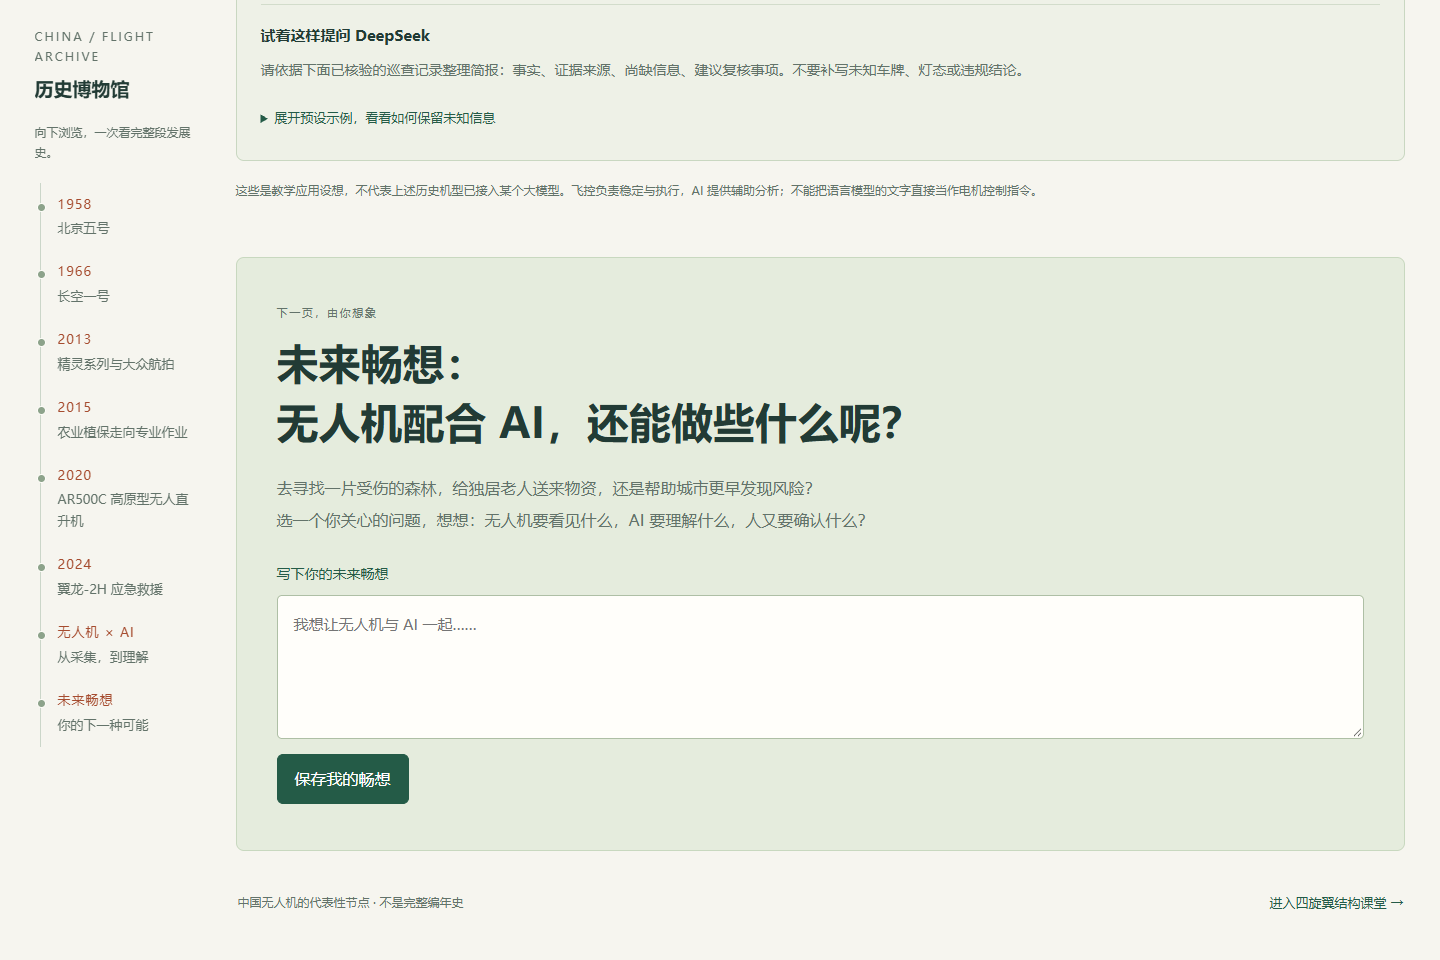 CHINA / FLIGHT
ARCHIVE
历史博物馆
向下浏览，一次看完整段发展
史。
1958
北京五号
1966
长空一号
2013
精灵系列与大众航拍
2015
农业植保走向专业作业
2020
AR500C 高原型无人直
升机
2024
翼龙-2H 应急救援
无人机 × AI
从采集，到理解
未来畅想
你的下一种可能
试着这样提问 DeepSeek
请依据下面已核验的巡查记录整理简报：事实、证据来源、尚缺信息、建议复核事项。不要补写未知车牌、灯态或违规结论。
▶ 展开预设示例，看看如何保留未知信息
这些是教学应用设想，不代表上述历史机型已接入某个大模型。飞控负责稳定与执行，AI 提供辅助分析；不能把语言模型的文字直接当作电机控制指令。
下一页，由你想象
未来畅想：
无人机配合 AI，还能做些什么呢？
去寻找一片受伤的森林，给独居老人送来物资，还是帮助城市更早发现风险？
选一个你关心的问题，想想：无人机要看见什么，AI 要理解什么，人又要确认什么？
写下你的未来畅想
我想让无人机与 AI 一起……
保存我的畅想
中国无人机的代表性节点 · 不是完整编年史
进入四旋翼结构课堂 →